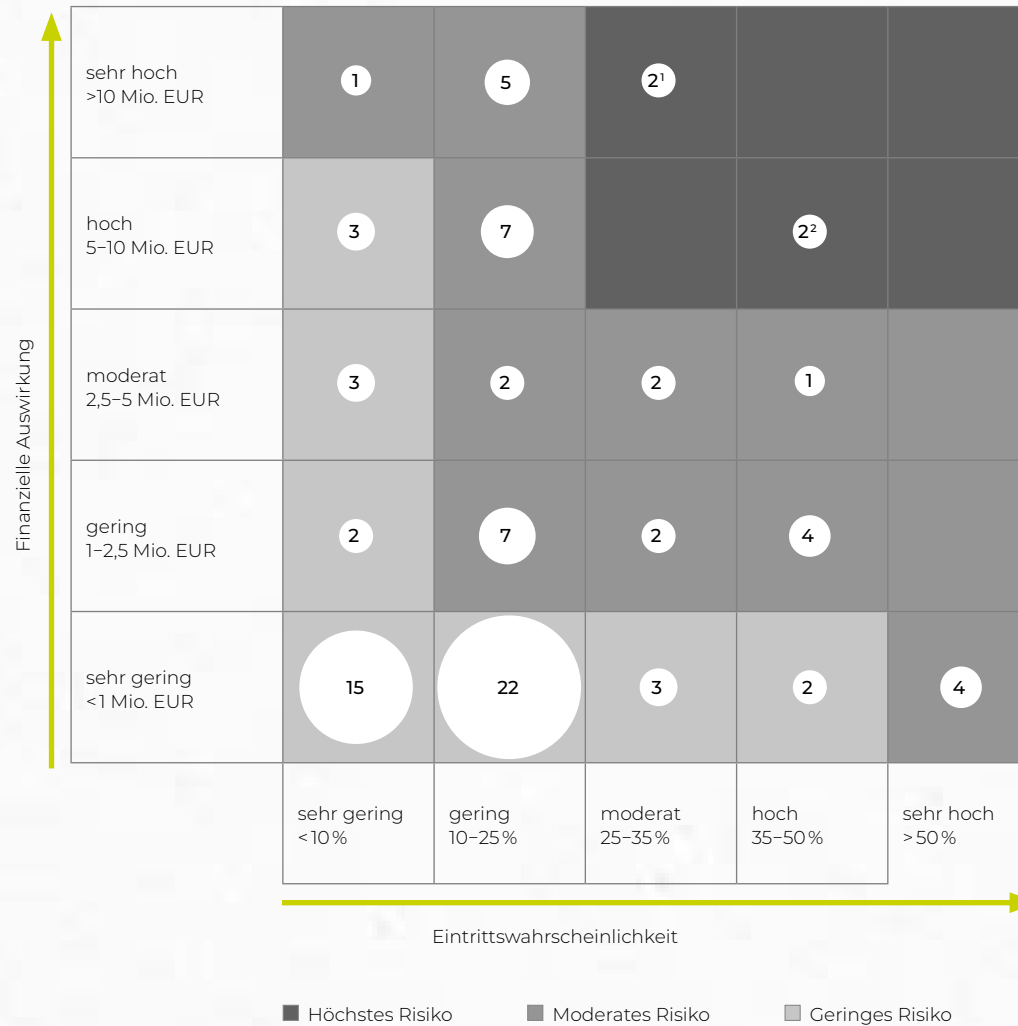 Finanzielle Auswirkung
sehr hoch
>10 Mio. EUR
1
5
2¹
hoch
5–10 Mio. EUR
3
7
2²
moderat
2,5–5 Mio. EUR
3
2
2
1
gering
1–2,5 Mio. EUR
2
7
2
4
sehr gering
<1 Mio. EUR
15
22
3
2
4
sehr gering
<10 %
gering
10–25 %
moderat
25–35 %
hoch
35–50 %
sehr hoch
>50 %
Eintrittswahrscheinlichkeit
Höchstes Risiko
Moderates Risiko
Geringes Risiko